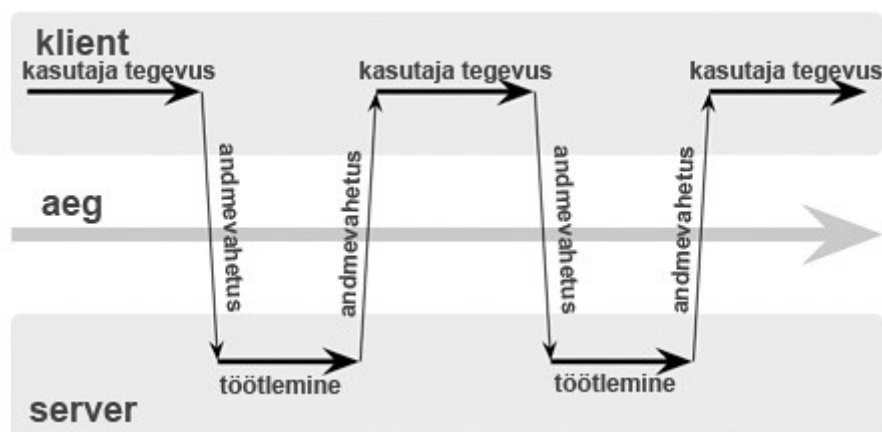 klient
kasutaja tegevus
kasutaja tegevus
kasutaja tegevus
andmevahetus
andmevahetus
andmevahetus
andmevahetus
aeg
töötlemine
töötlemine
server